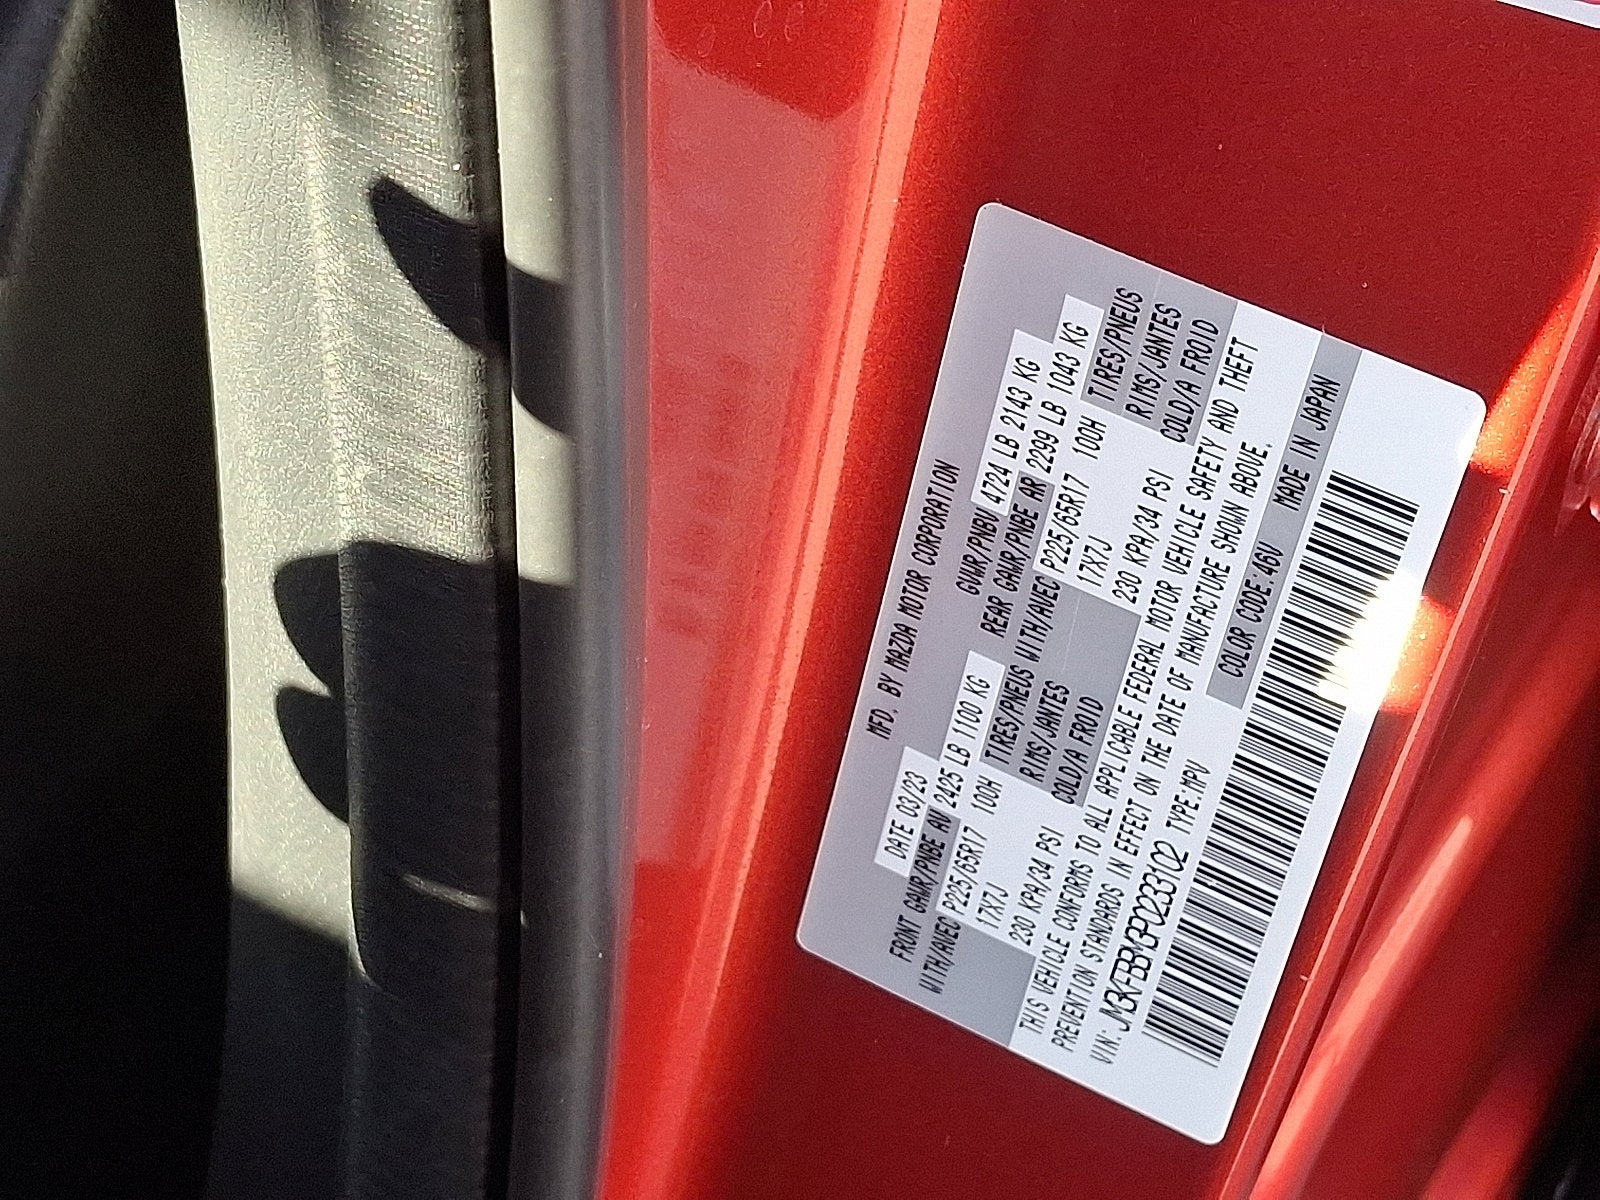 MFD. BY MAZDA MOTOR CORPORATION
DATE 03/23 GVWR/PNBV 4724 LB 2143 KG
FRONT GAWR/PNBE AV 2425 LB 1100 KG REAR GAWR/PNBE AR 2299 LB 1043 KG
WITH/AVEC P225/65R17 100H TIRES/PNEUS WITH/AVEC P225/65R17 100H TIRES/PNEUS
17X7J RIMS/JANTES 17X7J RIMS/JANTES
230 KPA/34 PSI COLD/A FROID 230 KPA/34 PSI COLD/A FROID
THIS VEHICLE CONFORMS TO ALL APPLICABLE FEDERAL MOTOR VEHICLE SAFETY AND THEFT
PREVENTION STANDARDS IN EFFECT ON THE DATE OF MANUFACTURE SHOWN ABOVE.
VIN: JM3KFBBM3P0233102 TYPE:MPV COLOR CODE:46V MADE IN JAPAN